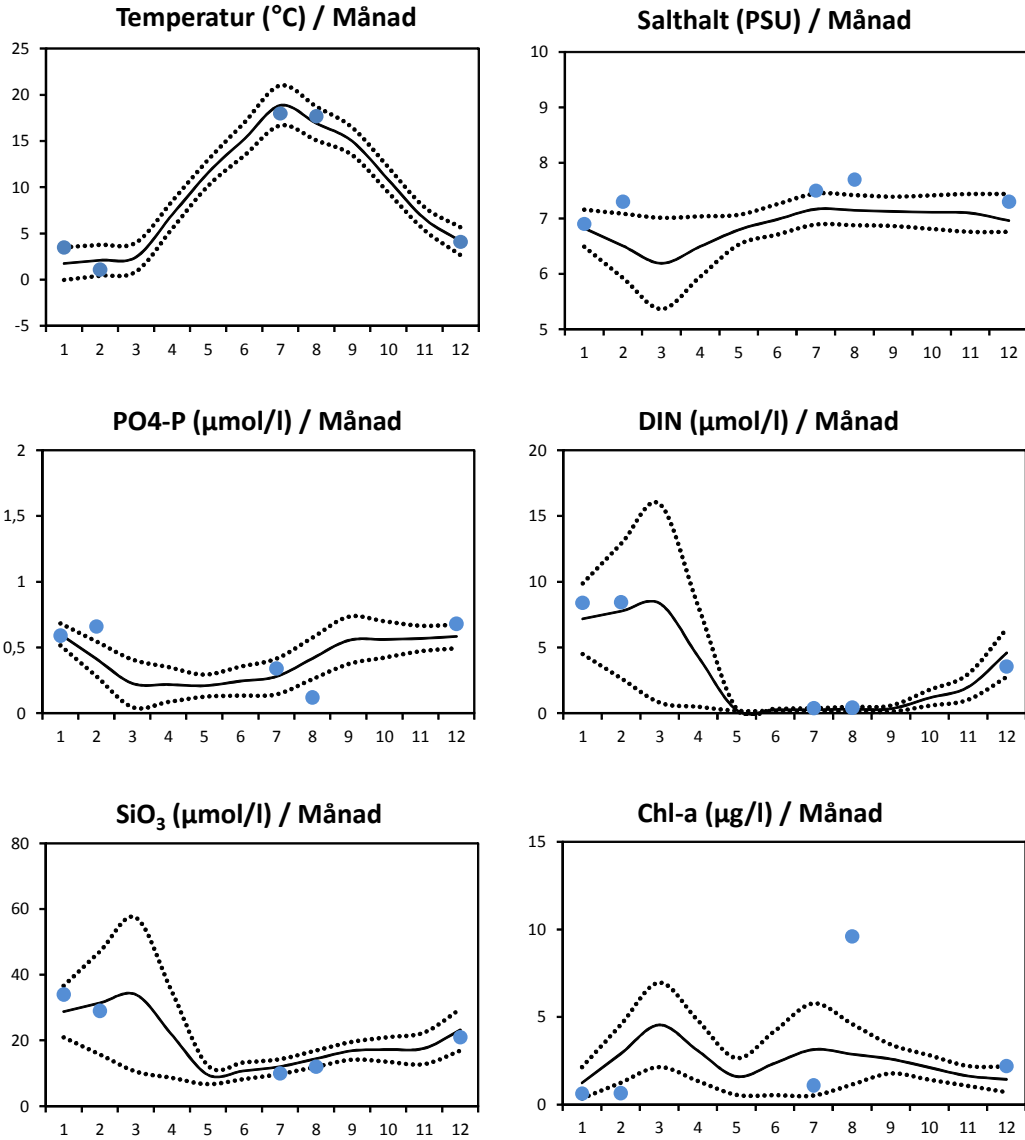 Temperatur (°C) / Månad
25
20
15
10
5
0
-5
1 2 3 4 5 6 7 8 9 10 11 12
Salthalt (PSU) / Månad
10
9
8
7
6
5
1 2 3 4 5 6 7 8 9 10 11 12
PO4-P (µmol/l) / Månad
2
1,5
1
0,5
0
1 2 3 4 5 6 7 8 9 10 11 12
DIN (µmol/l) / Månad
20
15
10
5
0
1 2 3 4 5 6 7 8 9 10 11 12
SiO₃ (µmol/l) / Månad
80
60
40
20
0
1 2 3 4 5 6 7 8 9 10 11 12
Chl-a (µg/l) / Månad
15
10
5
0
1 2 3 4 5 6 7 8 9 10 11 12